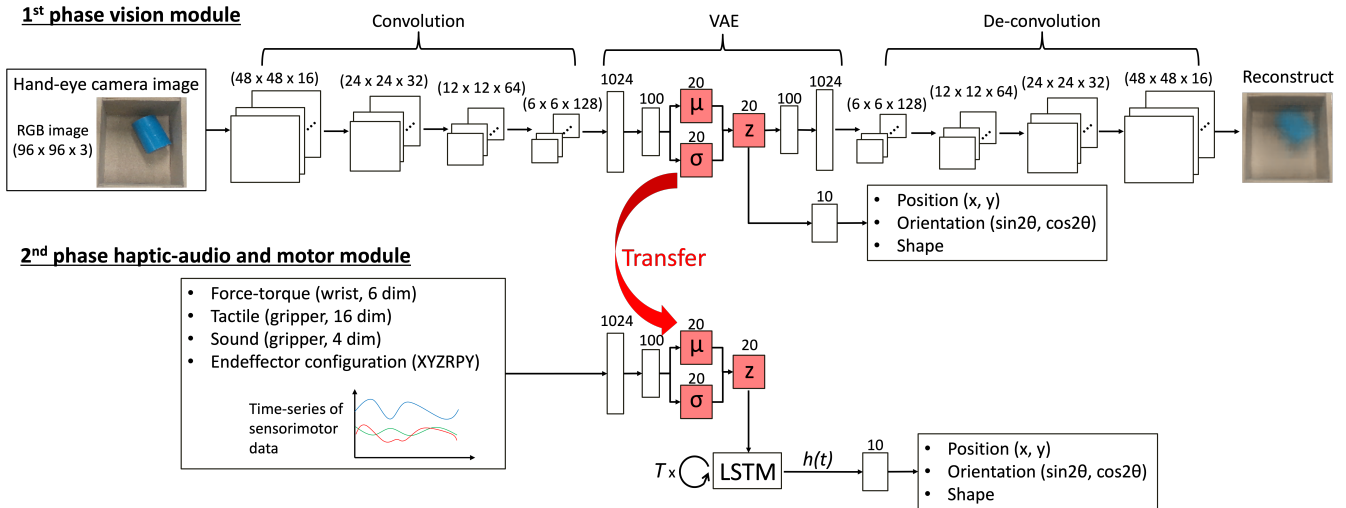 1st phase vision module
Convolution
VAE
De-convolution
Hand-eye camera image
RGB image
(96 x 96 x 3)
(48 x 48 x 16)
(24 x 24 x 32)
(12 x 12 x 64)
(6 x 6 x 128)
1024
100
20
μ
20
σ
20
z
100
1024
(6 x 6 x 128)
(12 x 12 x 64)
(24 x 24 x 32)
(48 x 48 x 16)
Reconstruct
10
• Position (x, y)
• Orientation (sin2θ, cos2θ)
• Shape
Transfer
2nd phase haptic-audio and motor module
• Force-torque (wrist, 6 dim)
• Tactile (gripper, 16 dim)
• Sound (gripper, 4 dim)
• Endeffector configuration (XYZRPY)
Time-series of
sensorimotor
data
1024
100
20
μ
20
σ
20
z
T x
LSTM
h(t)
10
• Position (x, y)
• Orientation (sin2θ, cos2θ)
• Shape